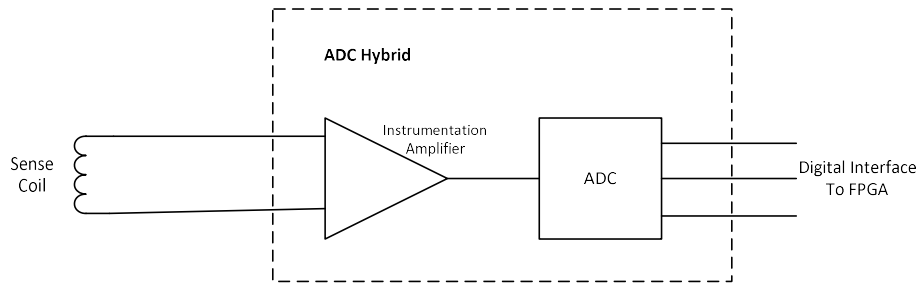 ADC Hybrid
Instrumentation
Amplifier
Sense
Coil
ADC
Digital Interface
To FPGA